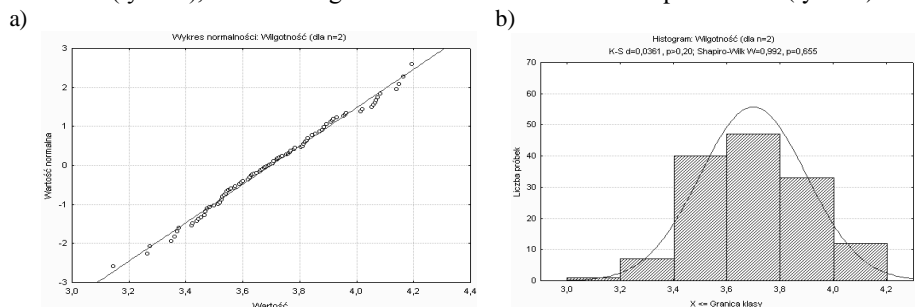 a)
b)
Wykres normalności: Wilgotność (dla n=2)
3
2
1
0
-1
-2
-3
3,0 3,2 3,4 3,6 3,8 4,0 4,2 4,4
Wartość normalna
Wartość
Histogram: Wilgotność (dla n=2)
K-S d=0,0361, p>0,20; Shapiro-Wilk W=0,992, p=0,655
70
60
50
40
30
20
10
0
3,0 3,2 3,4 3,6 3,8 4,0 4,2
Liczba próbek
X <= Granica klasy